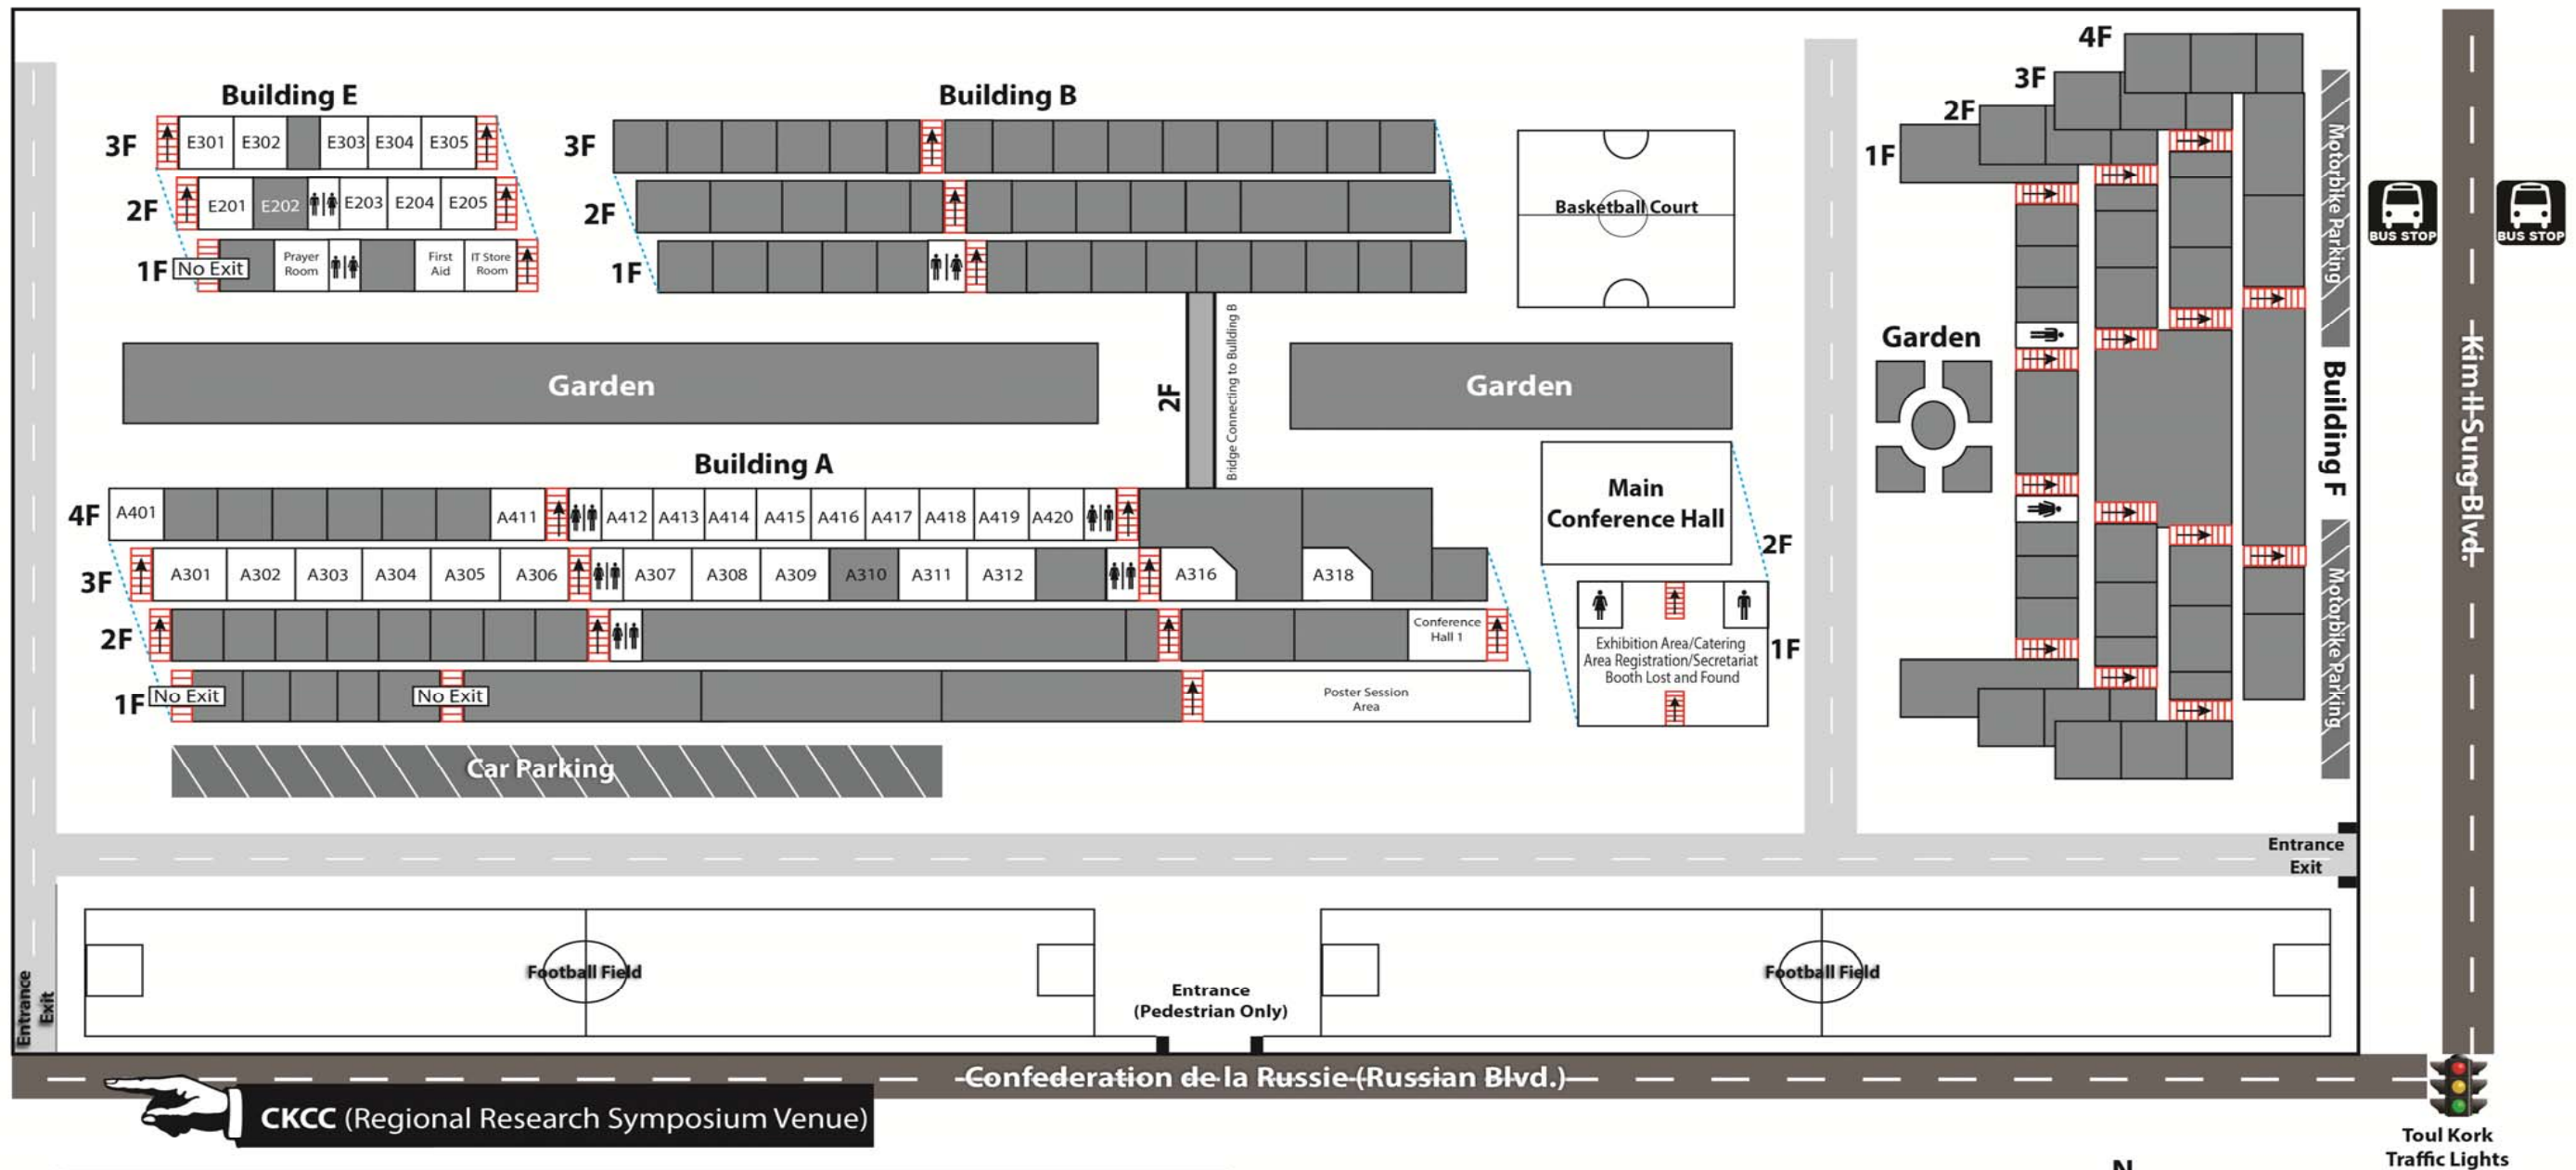 4F
3F
2F
1F
Building E
3F
E301 E302 E303 E304 E305
2F
E201 E202 E203 E204 E205
1F No Exit
Prayer
Room
First
Aid
IT Store
Room
Building B
3F
2F
1F
Basketball Court
Motorbike Parking
BUS STOP
BUS STOP
Garden
2F
Bridge Connecting to Building B
Garden
Garden
Building F
Kim-Il-Sung-Blvd.
Building A
4F A401 A411 A412 A413 A414 A415 A416 A417 A418 A419 A420
3F A301 A302 A303 A304 A305 A306 A307 A308 A309 A310 A311 A312 A316 A318
2F
Conference
Hall 1
1F No Exit No Exit
Poster Session
Area
Main
Conference Hall
2F
Exhibition Area/Catering
Area Registration/Secretariat
Booth Lost and Found
1F
Motorbike Parking
Car Parking
Entrance
Exit
Football Field
Football Field
Entrance
(Pedestrian Only)
Entrance
Exit
Confederation de la Russie (Russian Blvd.)
CKCC (Regional Research Symposium Venue)
Toul Kork
Traffic Lights
N